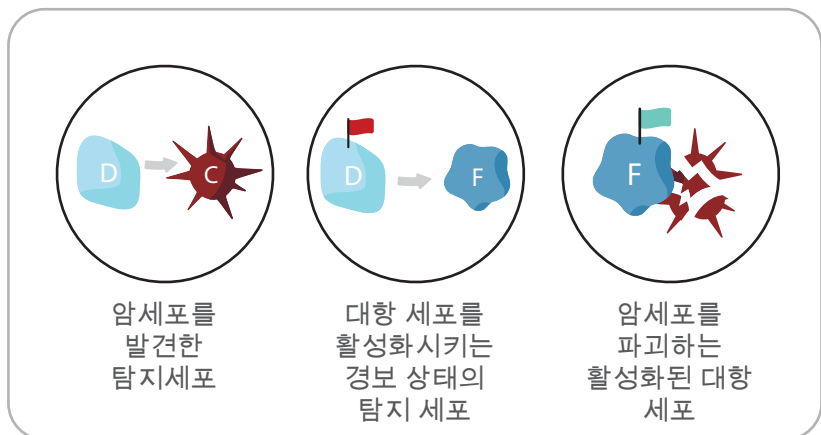 D
C
D
F
F
암세포를
발견한
탐지세포
대항 세포를
활성화시키는
경보 상태의
탐지 세포
암세포를
파괴하는
활성화된 대항
세포